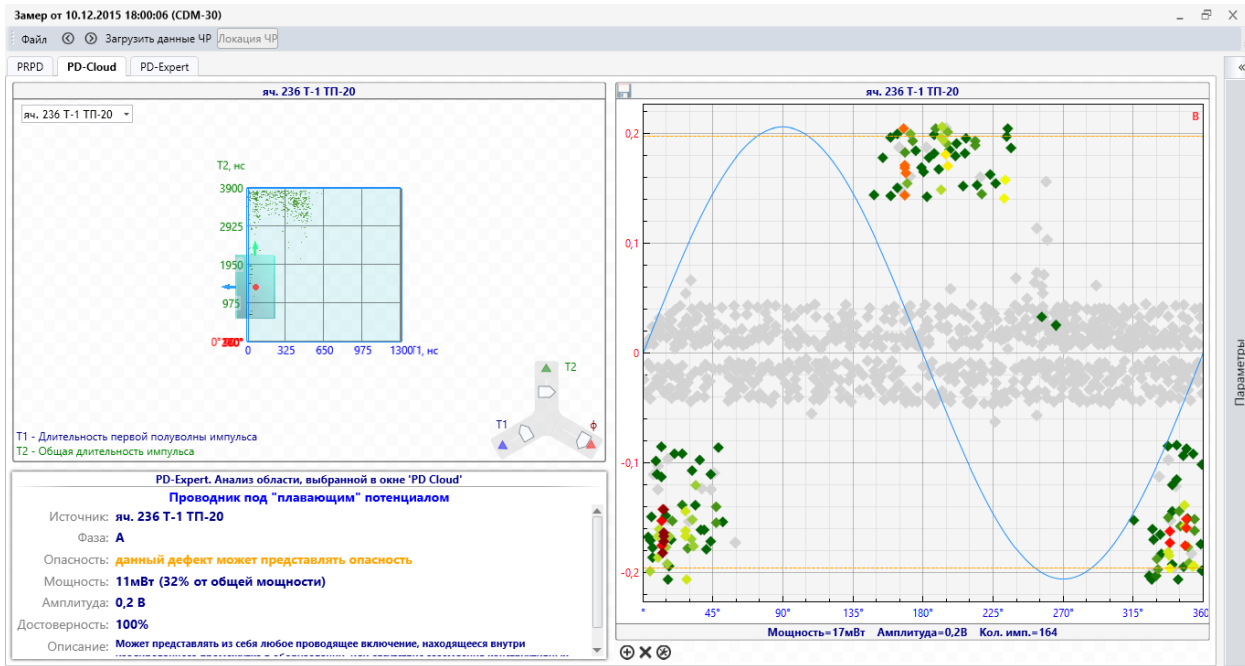 Замер от 10.12.2015 18:00:06 (CDM-30)
Файл Загрузить данные ЧР Локация ЧР
PRPD PD-Cloud PD-Expert
яч. 236 Т-1 ТП-20
яч. 236 Т-1 ТП-20
T2, нс
3900
2925
1950
975
0 325 650 975 1300 T1, нс
T2
T1 ф
T1 - Длительность первой полуволны импульса
T2 - Общая длительность импульса
PD-Expert. Анализ области, выбранной в окне 'PD Cloud'
Проводник под "плавающим" потенциалом
Источник: яч. 236 Т-1 ТП-20
Фаза: A
Опасность: данный дефект может представлять опасность
Мощность: 11мВт (32% от общей мощности)
Амплитуда: 0,2 В
Достоверность: 100%
Описание: Может представлять из себя любое проводящее включение, находящееся внутри
яч. 236 Т-1 ТП-20
В
0,2
0,1
0
-0,1
-0,2
° 45° 90° 135° 180° 225° 270° 315° 360
Мощность=17мВт Амплитуда=0,2В Кол. имп.=164
Параметры